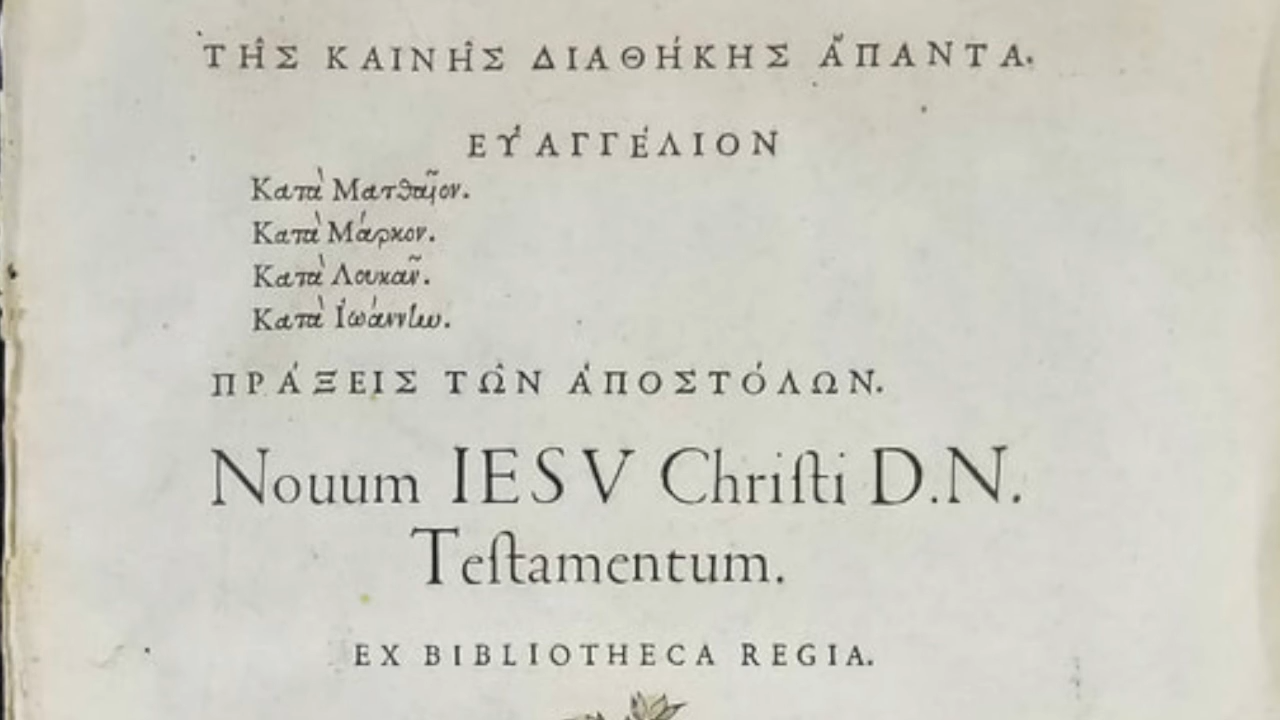 ΤΗ͂Σ ΚΑΙΝΗ͂Σ ΔΙΑΘΉΚΗΣ ἍΠΑΝΤΑ.
ΕΥ̓ΑΓΓΈΛΙΟΝ
Κατὰ Ματθαῖον.
Κατὰ Μάρκον.
Κατὰ Λουκᾶν.
Κατὰ Ἰωάννην.
ΠΡΆΞΕΙΣ ΤΩ͂Ν ἈΠΟΣΤΌΛΩΝ.
Nouum IESV Chriſti D.N.
Teſtamentum.
EX BIBLIOTHECA REGIA.